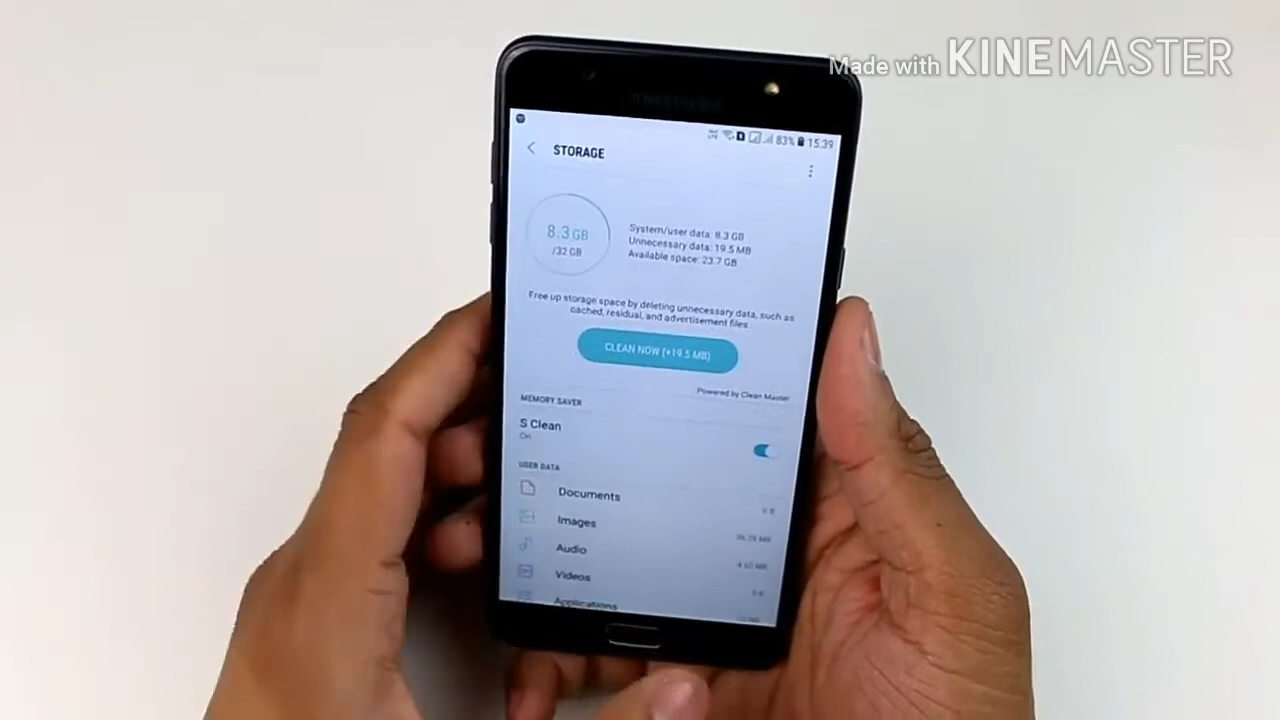 Made with KINEMASTER
SAMSUNG
83% 15:39
STORAGE
8.3 GB
/32 GB
System/user data: 8.3 GB
Unnecessary data: 19.5 MB
Available space: 23.7 GB
Free up storage space by deleting unnecessary data, such as
cached, residual, and advertisement files.
CLEAN NOW (+19.5 MB)
Powered by Clean Master
MEMORY SAVER
S Clean
On
USER DATA
Documents
Images
Audio
Videos
Applications